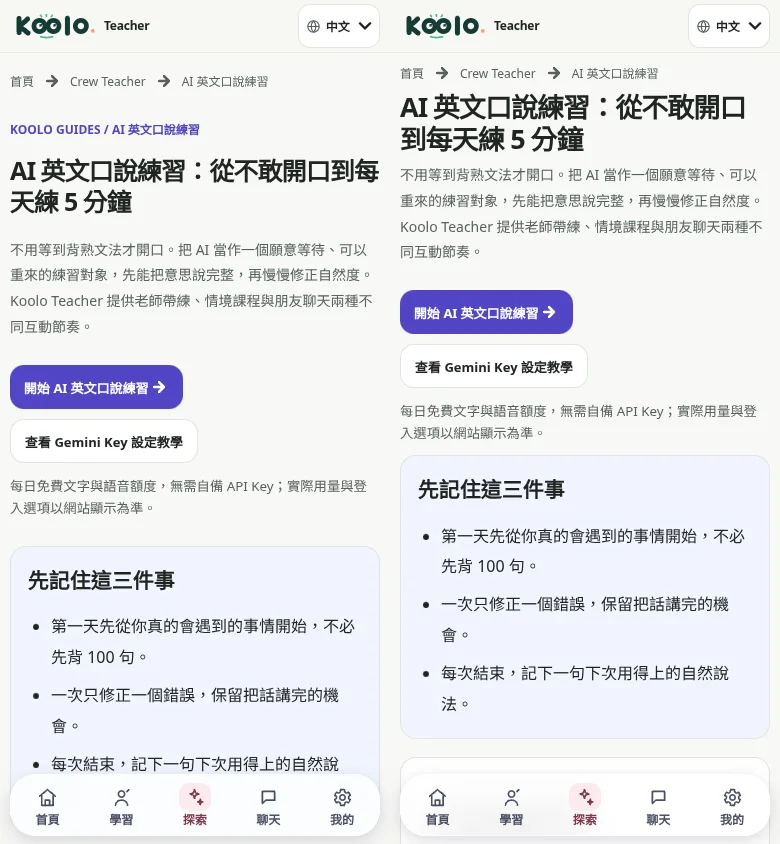 Koolo. Teacher
中文
首頁 → Crew Teacher → AI 英文口說練習
KOOLO GUIDES / AI 英文口說練習
AI 英文口說練習：從不敢開口到每
天練 5 分鐘
不用等到背熟文法才開口。把 AI 當作一個願意等待、可以
重來的練習對象，先能把意思說完整，再慢慢修正自然度。
Koolo Teacher 提供老師帶練、情境課程與朋友聊天兩種不
同互動節奏。
開始 AI 英文口說練習 →
查看 Gemini Key 設定教學
每日免費文字與語音額度，無需自備 API Key；實際用量與登
入選項以網站顯示為準。
先記住這三件事
• 第一天先從你真的會遇到的事情開始，不必
先背 100 句。
• 一次只修正一個錯誤，保留把話講完的機
會。
• 每次結束，記下一句下次用得上的自然說
首頁 學習 探索 聊天 我的
Koolo. Teacher
中文
首頁 → Crew Teacher → AI 英文口說練習
AI 英文口說練習：從不敢開口
到每天練 5 分鐘
不用等到背熟文法才開口。把 AI 當作一個願意等待、可以
重來的練習對象，先能把意思說完整，再慢慢修正自然度。
Koolo Teacher 提供老師帶練、情境課程與朋友聊天兩種不
同互動節奏。
開始 AI 英文口說練習 →
查看 Gemini Key 設定教學
每日免費文字與語音額度，無需自備 API Key；實際用量與登
入選項以網站顯示為準。
先記住這三件事
• 第一天先從你真的會遇到的事情開始，不必
先背 100 句。
• 一次只修正一個錯誤，保留把話講完的機
會。
• 每次結束，記下一句下次用得上的自然說
法。
首頁 學習 探索 聊天 我的